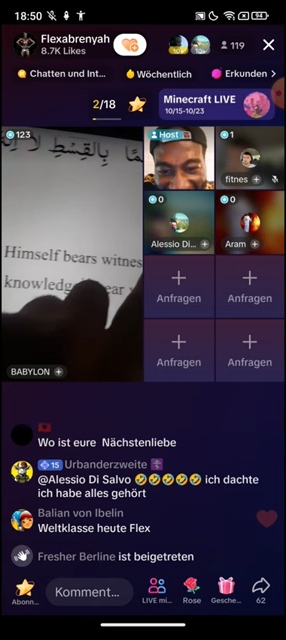 18:50
94
Flexabrenyah
8.7K Likes
119
Chatten und Int...
Wöchentlich
Erkunden
2/18
Minecraft LIVE
10/15-10/23
123
بِالْقِسْطِ لَا
Himself bears witnes
knowledge
ear
BABYLON
Host
1
fitnes
0
Alessio Di...
0
Aram
Anfragen
Anfragen
Anfragen
Anfragen
Wo ist eure Nächstenliebe
15 Urbanderzweite
@Alessio Di Salvo 🤣🤣🤣🤣🤣 ich dachte
ich habe alles gehört
Balian von Ibelin
Weltklasse heute Flex
Fresher Berline ist beigetreten
Abonn...
Komment...
LIVE mi...
Rose
Gesche...
62